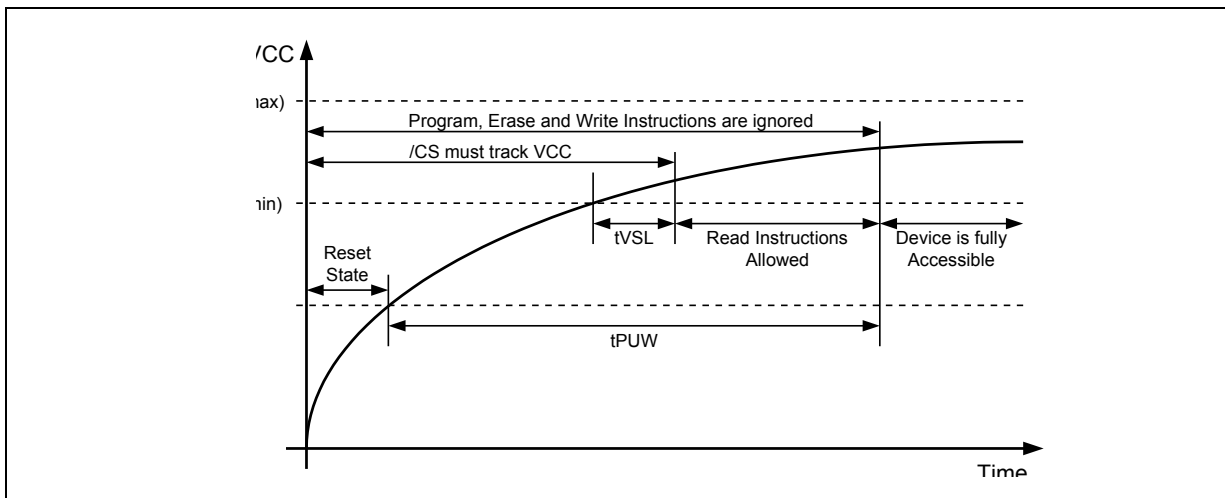 /CC
ax)
Program, Erase and Write Instructions are ignored
/CS must track VCC
in)
tVSL
Read Instructions
Allowed
Device is fully
Accessible
Reset
State
tPUW
Time